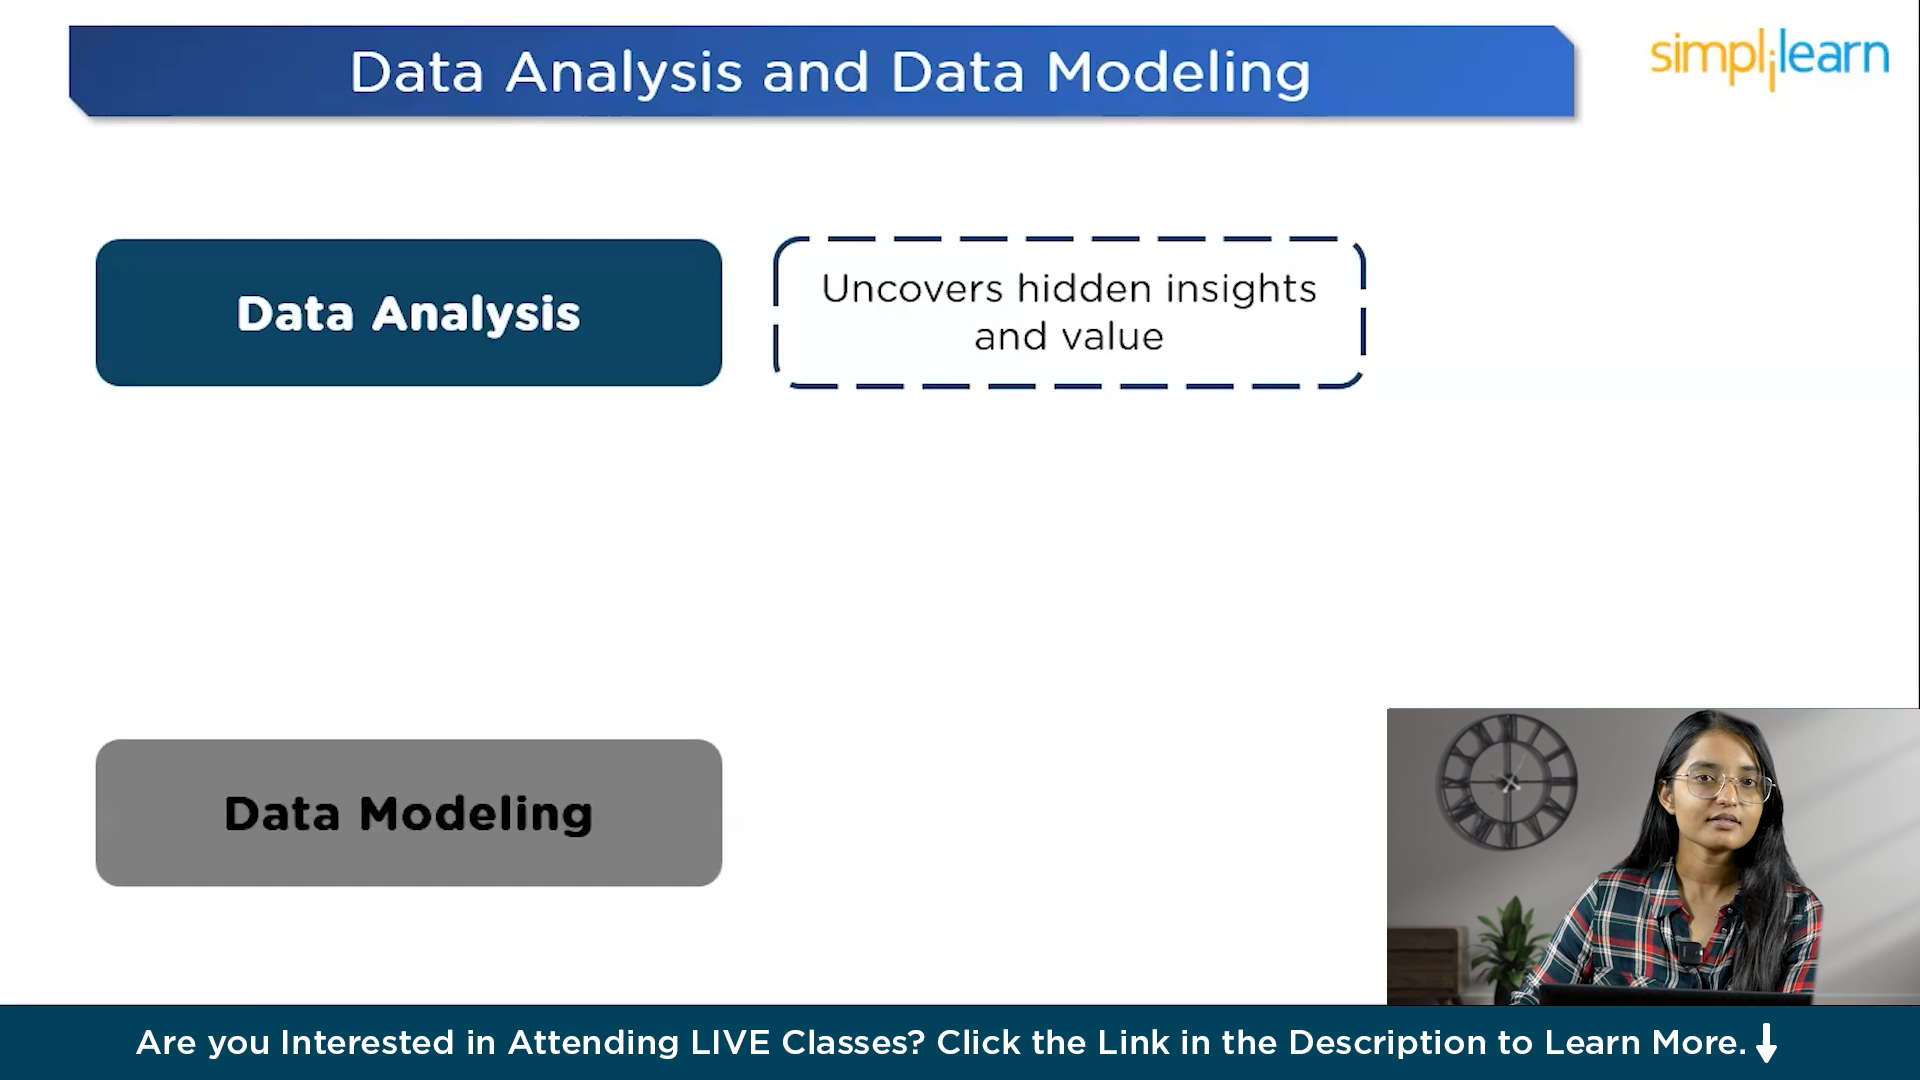 Data Analysis and Data Modeling
simplilearn
Data Analysis
Uncovers hidden insights
and value
Data Modeling
Are you Interested in Attending LIVE Classes? Click the Link in the Description to Learn More.